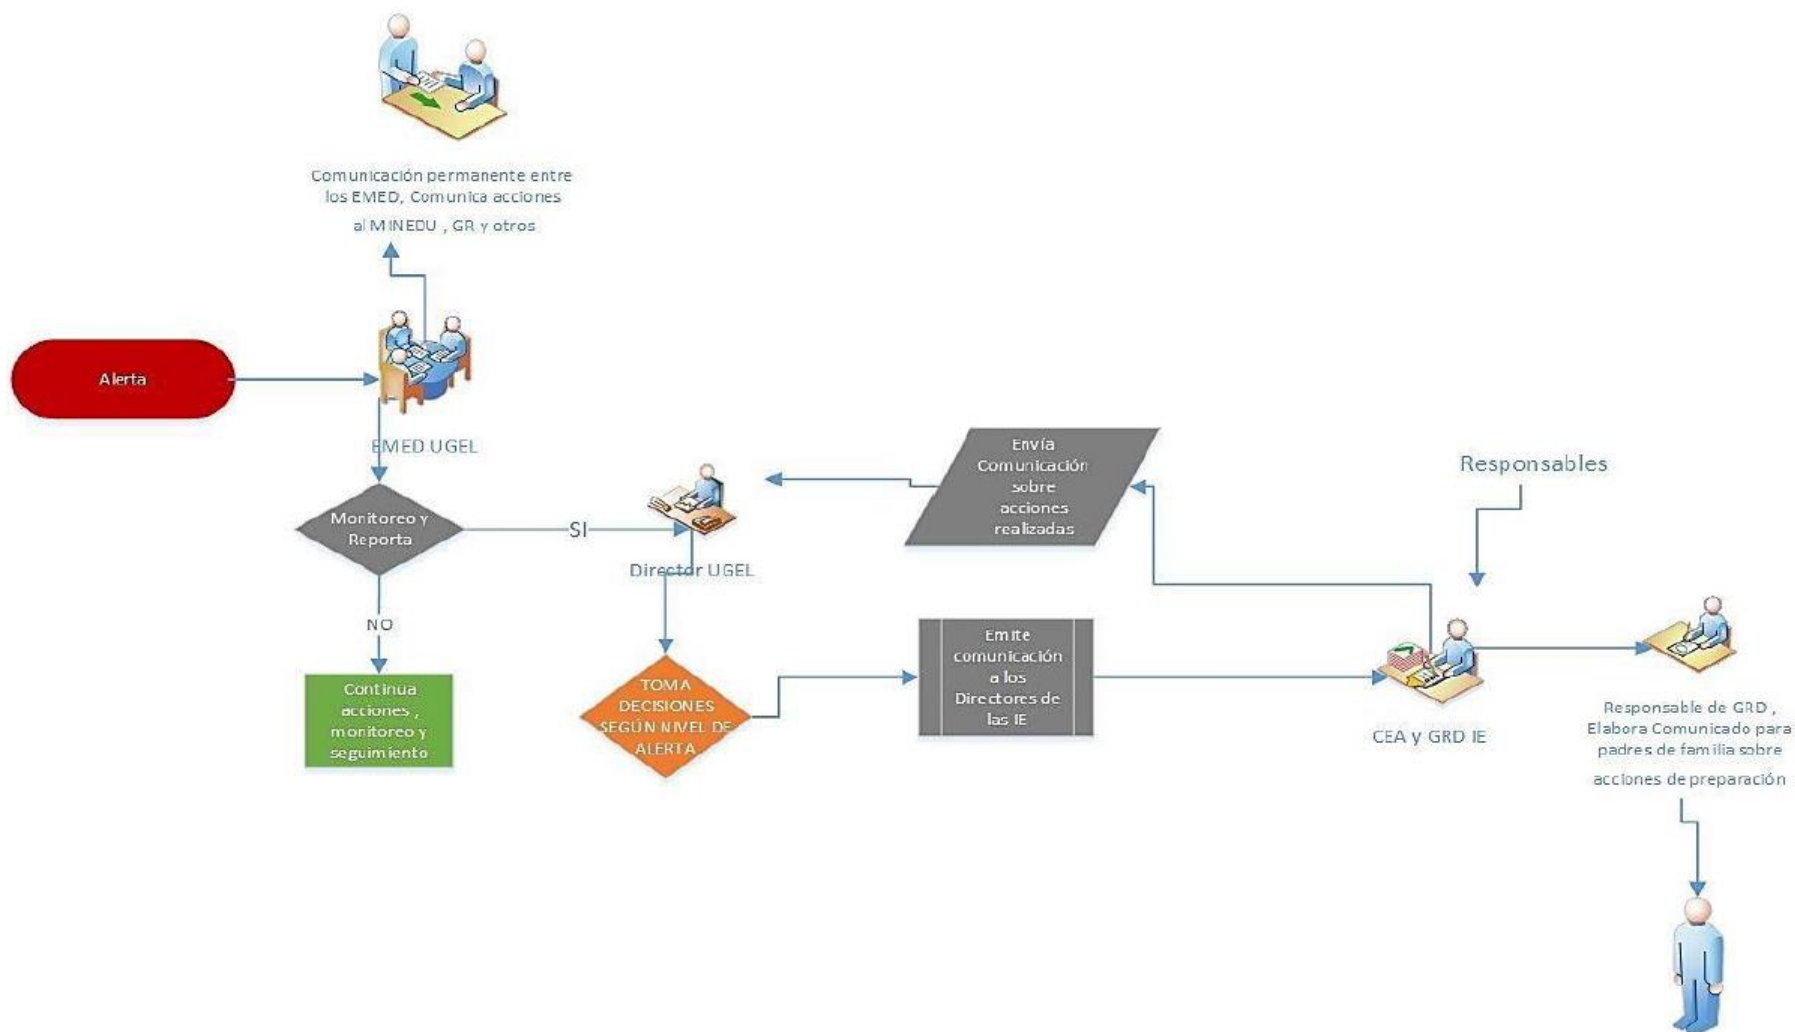 Comunicación permanente entre
los EMED, Comunica acciones
al MINEDU , GR y otros
Alerta
EMED UGEL
Monitoreo y
Reporta
SI
NO
Continua
acciones ,
monitoreo y
seguimiento
Director UGEL
TOMA
DECISIONES
SEGÚN NIVEL DE
ALERTA
Envía
Comunicación
sobre
acciones
realizadas
Emite
comunicación
a los
Directores de
las IE
Responsables
CEA y GRD IE
Responsable de GRD ,
Elabora Comunicado para
padres de familia sobre
acciones de preparación